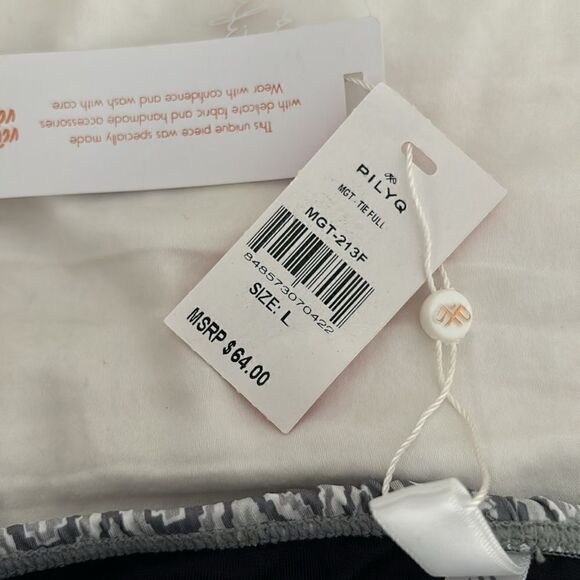 This unique piece was specially made
with delicate fabric and handmade accessories.
Wear with confidence and wash with care
PILYQ
MGT - TIE FULL
MGT-213F
848573070422
SIZE: L
MSRP $ 64.00